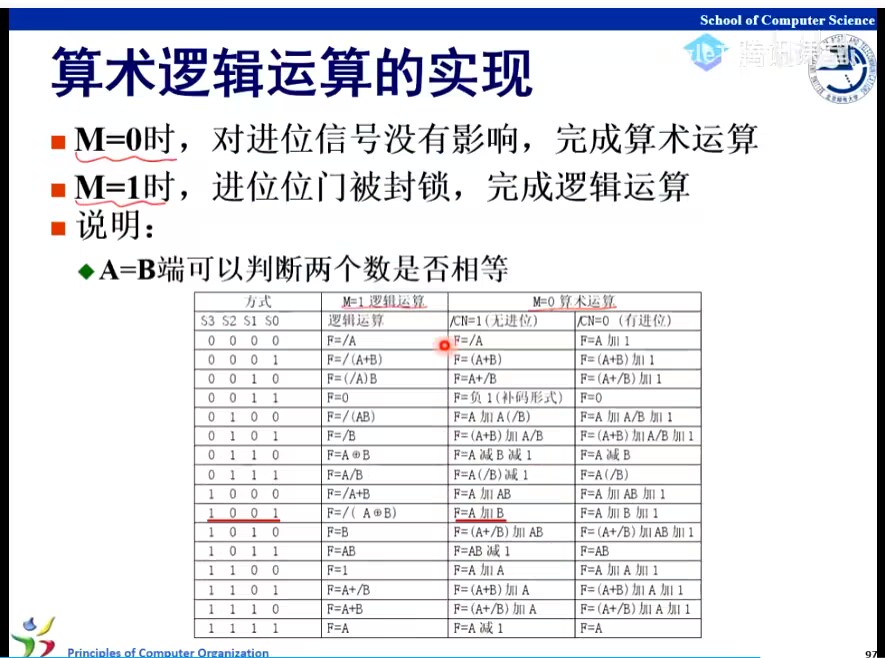 School of Computer Science
腾讯课堂
算术逻辑运算的实现
M=0时，对进位信号没有影响，完成算术运算
M=1时，进位位门被封锁，完成逻辑运算
说明：
A=B端可以判断两个数是否相等
方式 M=1 逻辑运算 M=0 算术运算
S3 S2 S1 S0 逻辑运算 /CN=1(无进位) /CN=0 (有进位)
0 0 0 0 F=/A F=/A F=A 加 1
0 0 0 1 F=/(A+B) F=(A+B) F=(A+B) 加 1
0 0 1 0 F=(/A)B F=A+/B F=(A+/B) 加 1
0 0 1 1 F=0 F=负 1(补码形式) F=0
0 1 0 0 F=/(AB) F=A 加 A(/B) F=A 加 A/B 加 1
0 1 0 1 F=/B F=(A+B) 加 A/B F=(A+B) 加 A/B 加 1
0 1 1 0 F=A⊕B F=A 减 B 减 1 F=A 减 B
0 1 1 1 F=A/B F=A(/B) 减 1 F=A(/B)
1 0 0 0 F=/A+B F=A 加 AB F=A 加 AB 加 1
1 0 0 1 F=/( A⊕B) F=A 加 B F=A 加 B 加 1
1 0 1 0 F=B F=(A+/B) 加 AB F=(A+/B) 加 AB 加 1
1 0 1 1 F=AB F=AB 减 1 F=AB
1 1 0 0 F=1 F=A 加 A F=A 加 A 加 1
1 1 0 1 F=A+/B F=(A+B) 加 A F=(A+B) 加 A 加 1
1 1 1 0 F=A+B F=(A+/B) 加 A F=(A+/B) 加 A 加 1
1 1 1 1 F=A F=A 减 1 F=A
Principles of Computer Organization
97